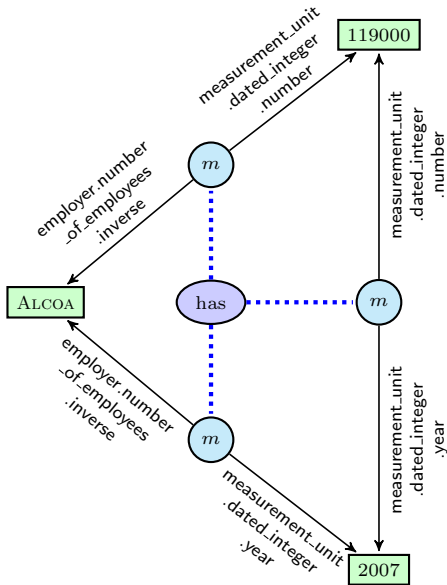 119000
measurement_unit
.dated_integer
.number
m
employer.number
_of_employees
.inverse
measurement_unit
.dated_integer
.number
ALCOA
has
m
employer.number
_of_employees
.inverse
m
measurement_unit
.dated_integer
.year
measurement_unit
.dated_integer
.year
2007